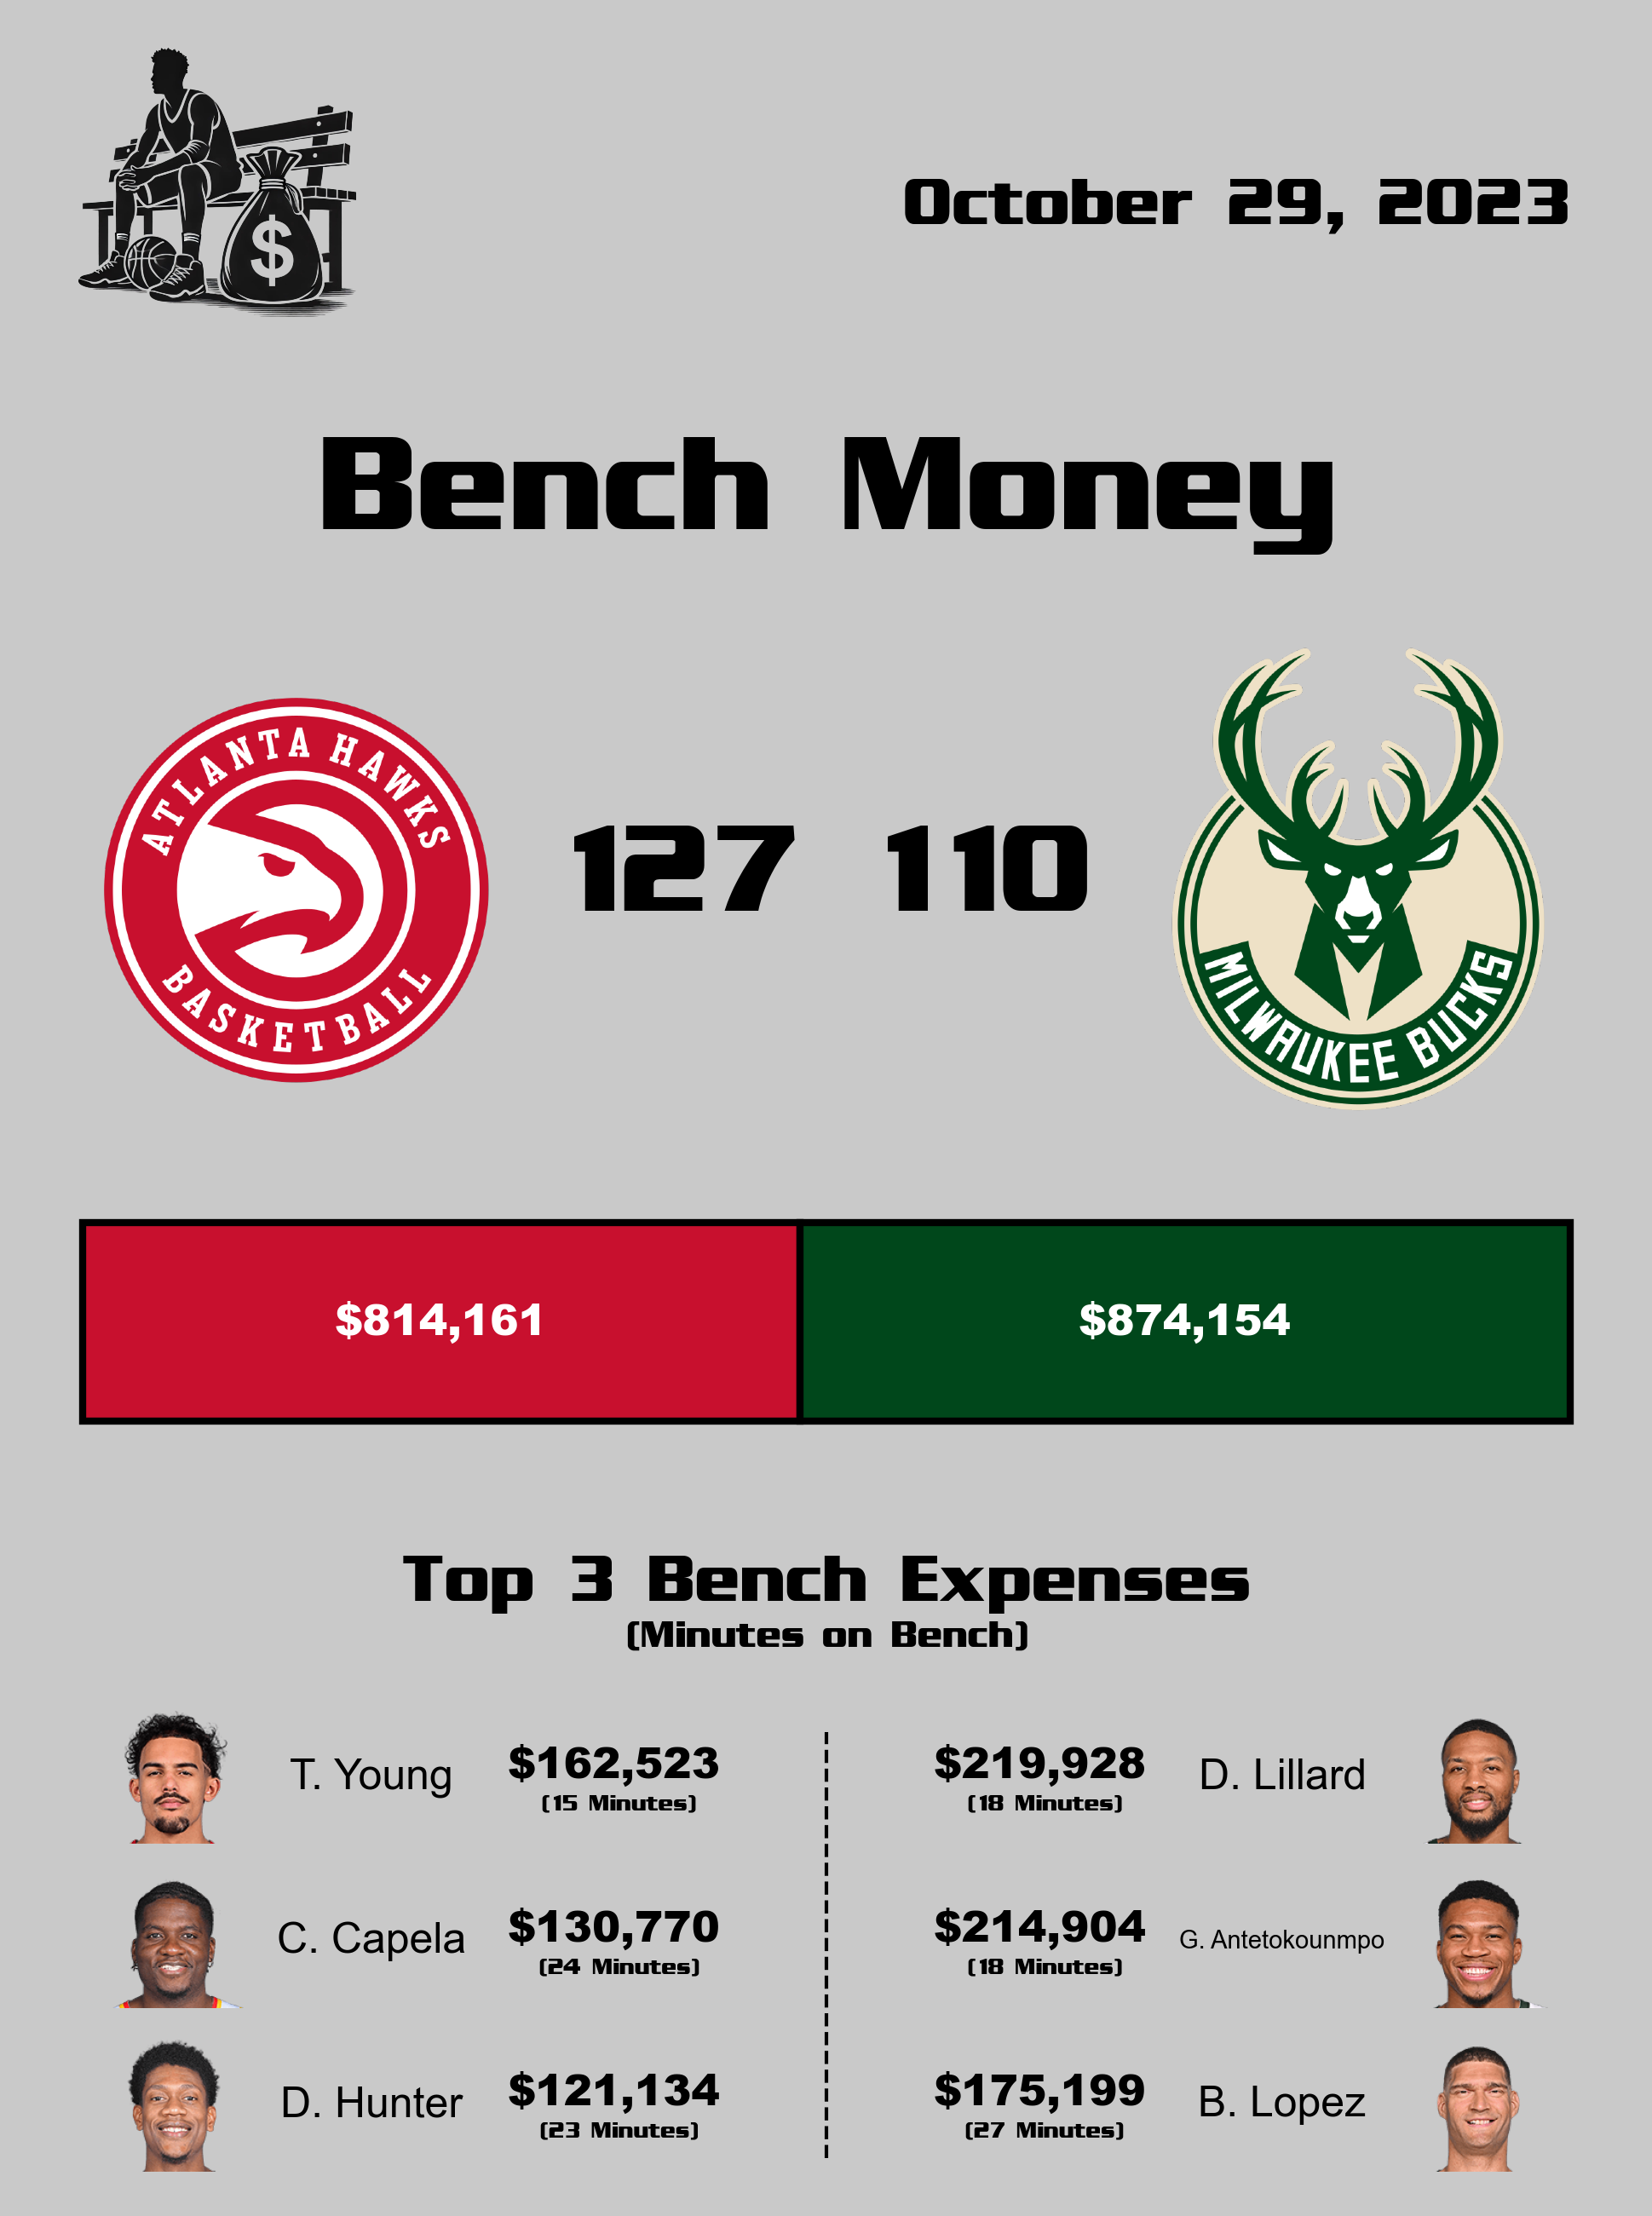 $
October 29, 2023
Bench Money
ATLANTA HAWKS
BASKETBALL
127 110
MILWAUKEE BUCKS
$814,161 $874,154
Top 3 Bench Expenses
(Minutes on Bench)
T. Young $162,523 $219,928 D. Lillard
(15 Minutes) (18 Minutes)
C. Capela $130,770 $214,904 G. Antetokounmpo
(24 Minutes) (18 Minutes)
D. Hunter $121,134 $175,199 B. Lopez
(23 Minutes) (27 Minutes)